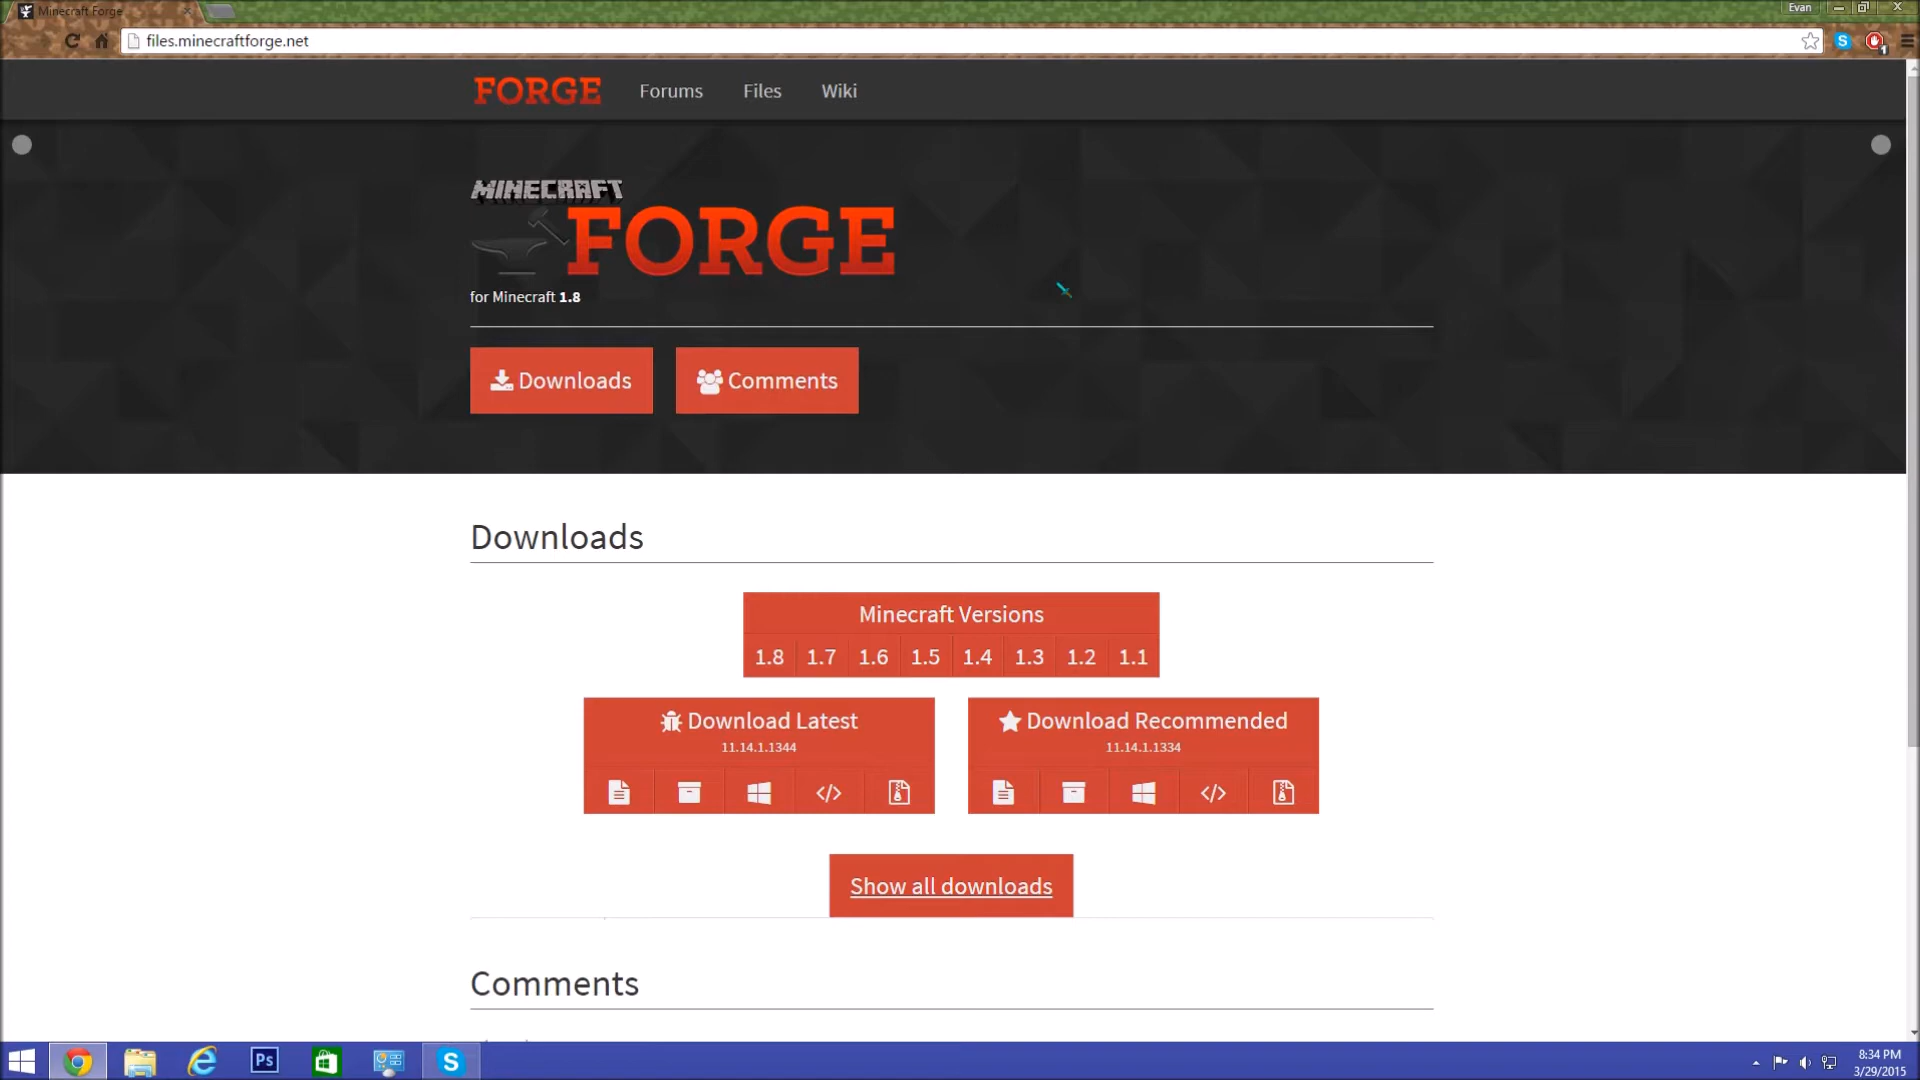 Minecraft Forge
Evan
files.minecraftforge.net
1
FORGE Forums Files Wiki
MINECRAFT
FORGE
for Minecraft 1.8
Downloads Comments
Downloads
Minecraft Versions
1.8 1.7 1.6 1.5 1.4 1.3 1.2 1.1
Download Latest
11.14.1.1344
Download Recommended
11.14.1.1334
Show all downloads
Comments
Ps
8:34 PM
3/29/2015